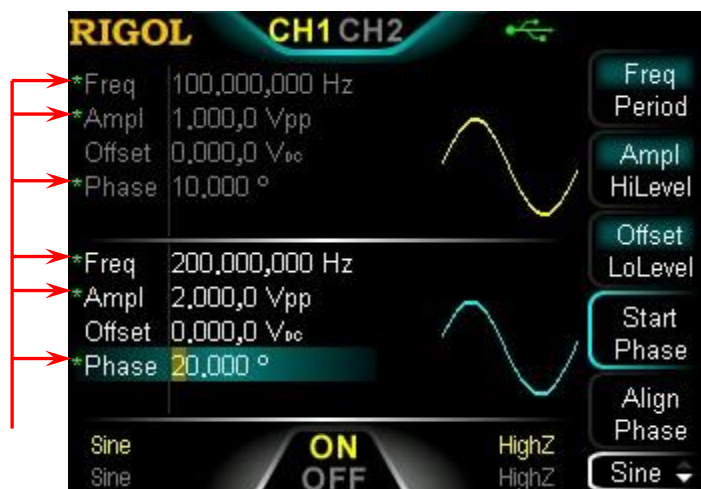 RIGOL CH1 CH2
*Freq 100,000,000 Hz
*Ampl 1.000,0 Vpp
Offset 0.000,0 VDC
*Phase 10.000 °
*Freq 200,000,000 Hz
*Ampl 2.000,0 Vpp
Offset 0.000,0 VDC
*Phase 20.000 °
Sine ON HighZ
Sine OFF HighZ
Freq
Period
Ampl
HiLevel
Offset
LoLevel
Start
Phase
Align
Phase
Sine